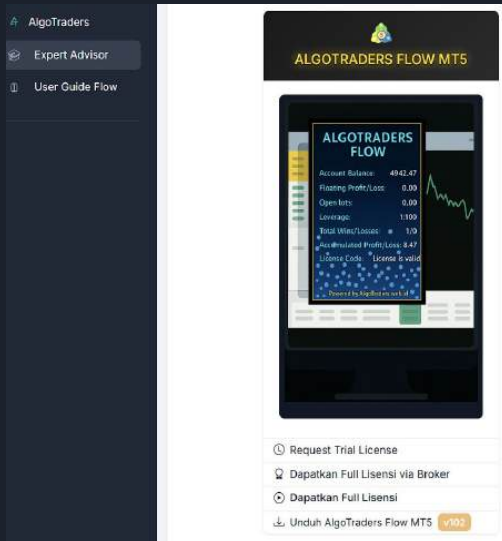 AlgoTraders
Expert Advisor
User Guide Flow
ALGOTRADERS FLOW MT5
ALGOTRADERS
FLOW
Account Balance: 4942.47
Floating Profit/Loss: 0.00
Open lots: 0.00
Leverage: 1:100
Total Wins/Losses: 1/0
Accumulated Profit/Loss: 8.47
License Code: License is valid
Powered by
Request Trial License
Dapatkan Full Lisensi via Broker
Dapatkan Full Lisensi
Unduh AlgoTraders Flow MT5 v102